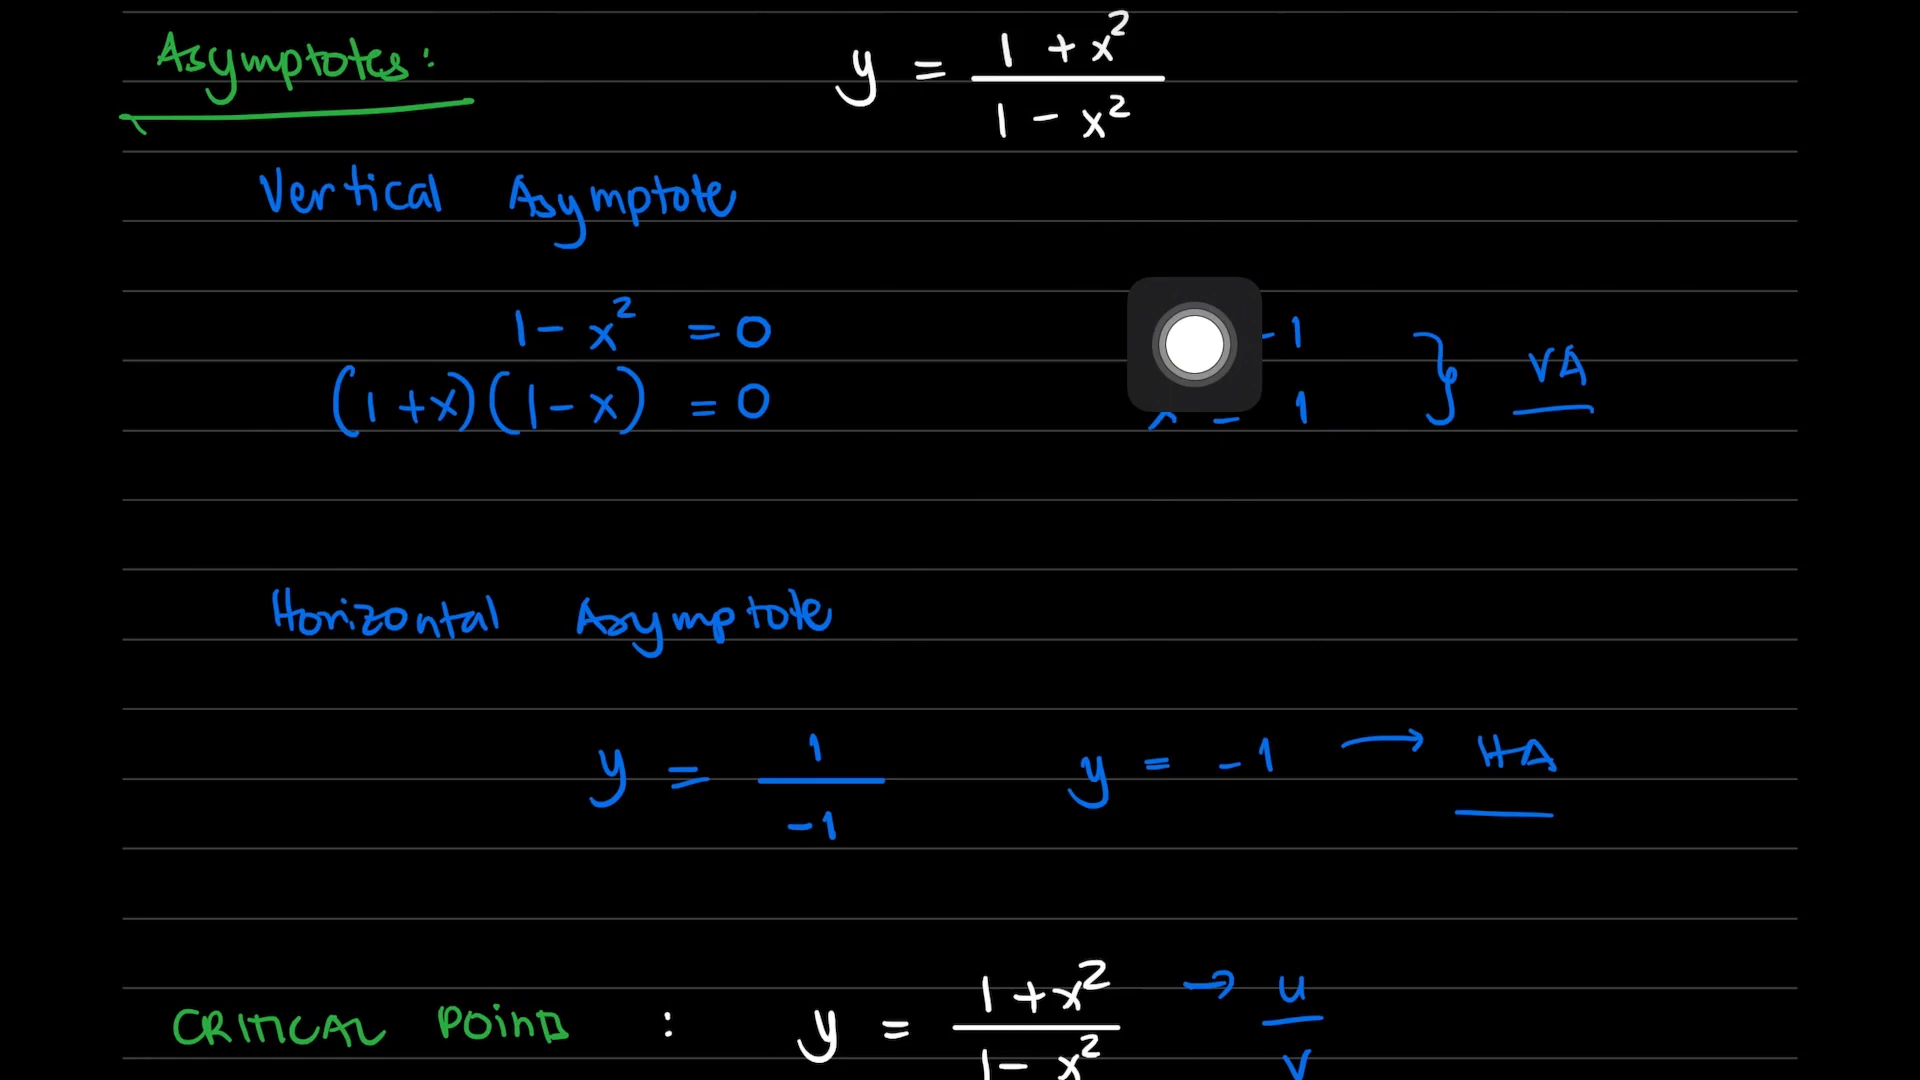 Asymptotes:
y = 1 + x² / 1 - x²
Vertical Asymptote
1 - x² = 0
-1
(1 + x)(1 - x) = 0
x = 1
} VA
Horizontal Asymptote
y = 1 / -1
y = -1 → HA
CRITICAL POINTS : y = 1 + x² / 1 - x² → u / v